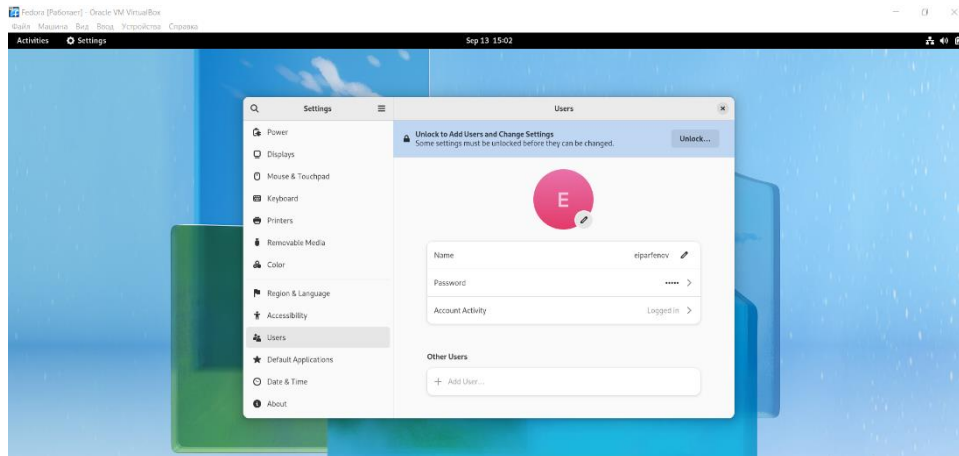 Fedora [Работает] - Oracle VM VirtualBox
Файл Машина Вид Ввод Устройства Справка
Activities Settings Sep 13 15:02
Settings Users
Power
Displays
Mouse & Touchpad
Keyboard
Printers
Removable Media
Color
Region & Language
Accessibility
Users
Default Applications
Date & Time
About
Unlock to Add Users and Change Settings
Some settings must be unlocked before they can be changed.
Unlock...
E
Name eiparfenov
Password •••••
Account Activity Logged in
Other Users
+ Add User...